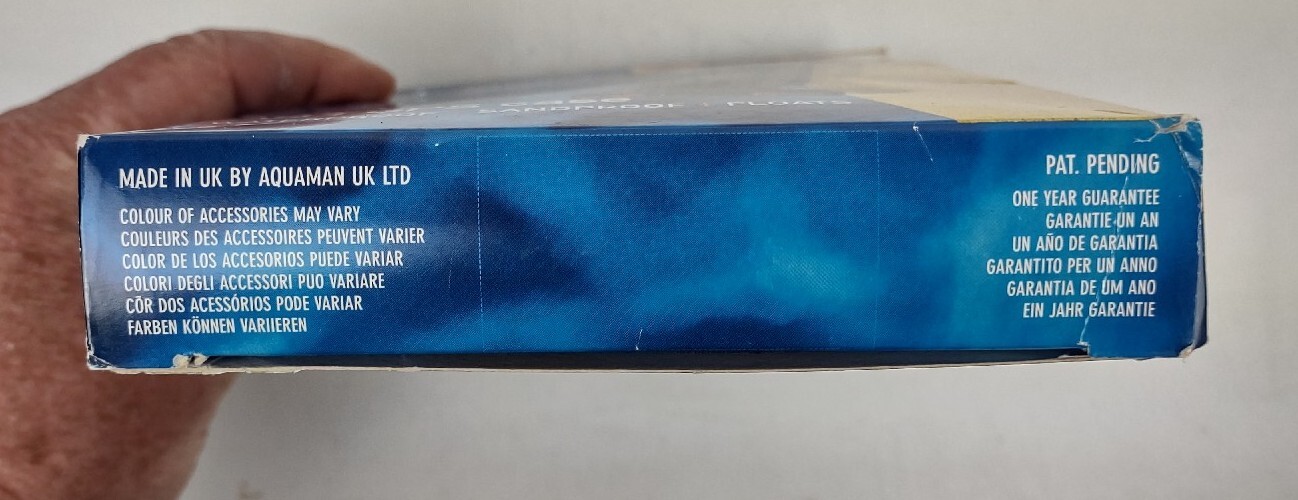 SANDPROOF | FLOATS
MADE IN UK BY AQUAMAN UK LTD
COLOUR OF ACCESSORIES MAY VARY
COULEURS DES ACCESSOIRES PEUVENT VARIER
COLOR DE LOS ACCESORIOS PUEDE VARIAR
COLORI DEGLI ACCESSORI PUO VARIARE
CÔR DOS ACESSÓRIOS PODE VARIAR
FARBEN KÖNNEN VARIIEREN
PAT. PENDING
ONE YEAR GUARANTEE
GARANTIE UN AN
UN AÑO DE GARANTIA
GARANTITO PER UN ANNO
GARANTIA DE UM ANO
EIN JAHR GARANTIE